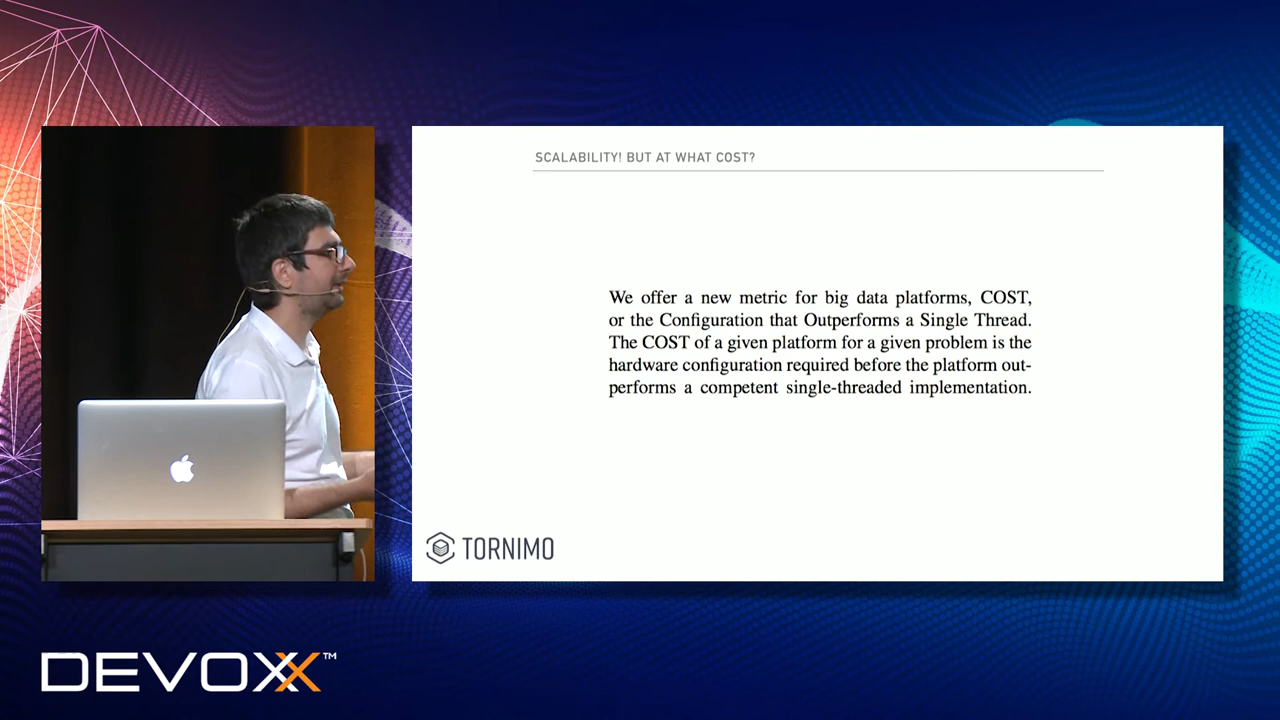 SCALABILITY! BUT AT WHAT COST?
We offer a new metric for big data platforms, COST,
or the Configuration that Outperforms a Single Thread.
The COST of a given platform for a given problem is the
hardware configuration required before the platform out-
performs a competent single-threaded implementation.
TORNIMO
DEVOXX™